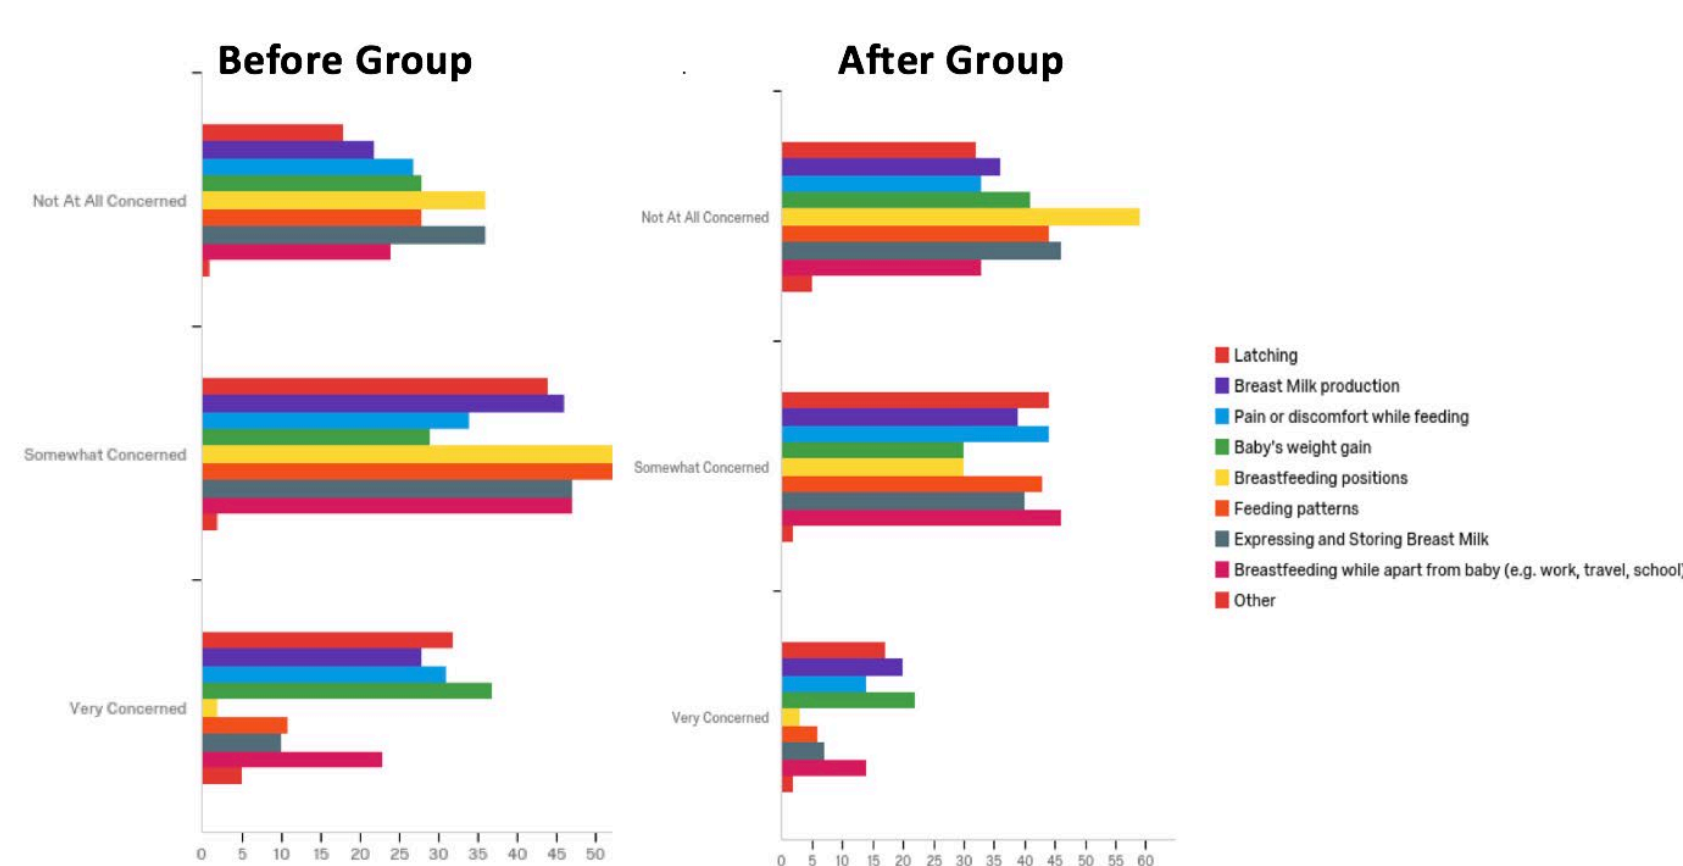 Before Group
After Group
Not At All Concerned
Somewhat Concerned
Very Concerned
0 5 10 15 20 25 30 35 40 45 50
Not At All Concerned
Somewhat Concerned
Very Concerned
0 5 10 15 20 25 30 35 40 45 50 55 60
Latching
Breast Milk production
Pain or discomfort while feeding
Baby's weight gain
Breastfeeding positions
Feeding patterns
Expressing and Storing Breast Milk
Breastfeeding while apart from baby (e.g. work, travel, school)
Other